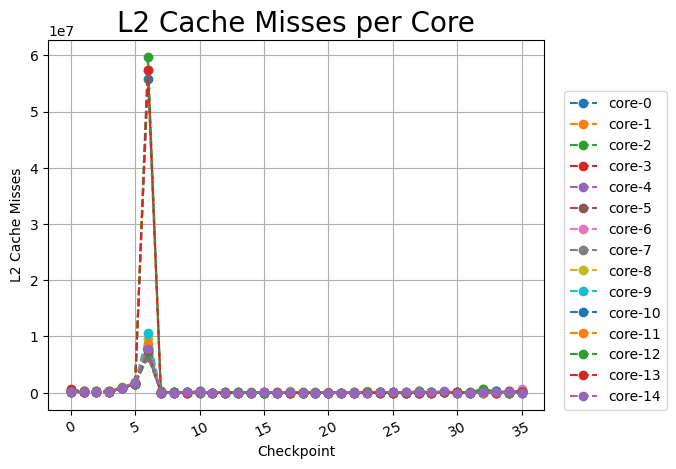 L2 Cache Misses per Core
1e7
6
5
4
3
2
1
0
L2 Cache Misses
0
5
10
15
20
25
30
35
Checkpoint
core-0
core-1
core-2
core-3
core-4
core-5
core-6
core-7
core-8
core-9
core-10
core-11
core-12
core-13
core-14